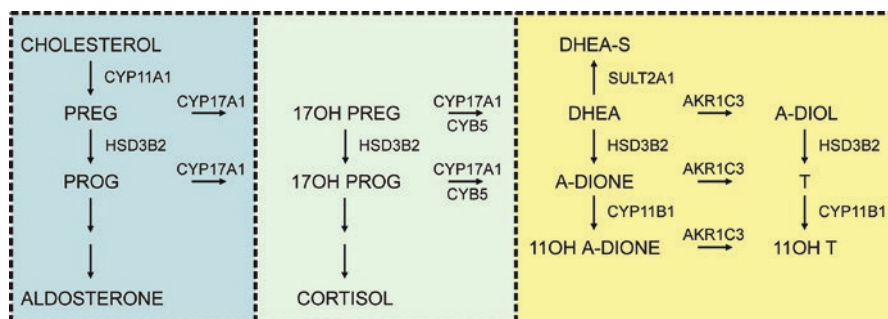 CHOLESTEROL
CYP11A1
PREG
CYP17A1
HSD3B2
PROG
CYP17A1
ALDOSTERONE
17OH PREG
CYP17A1
CYB5
HSD3B2
17OH PROG
CYP17A1
CYB5
CORTISOL
DHEA-S
SULT2A1
DHEA
AKR1C3
A-DIOL
HSD3B2
HSD3B2
A-DIONE
AKR1C3
T
CYP11B1
CYP11B1
11OH A-DIONE
AKR1C3
11OH T